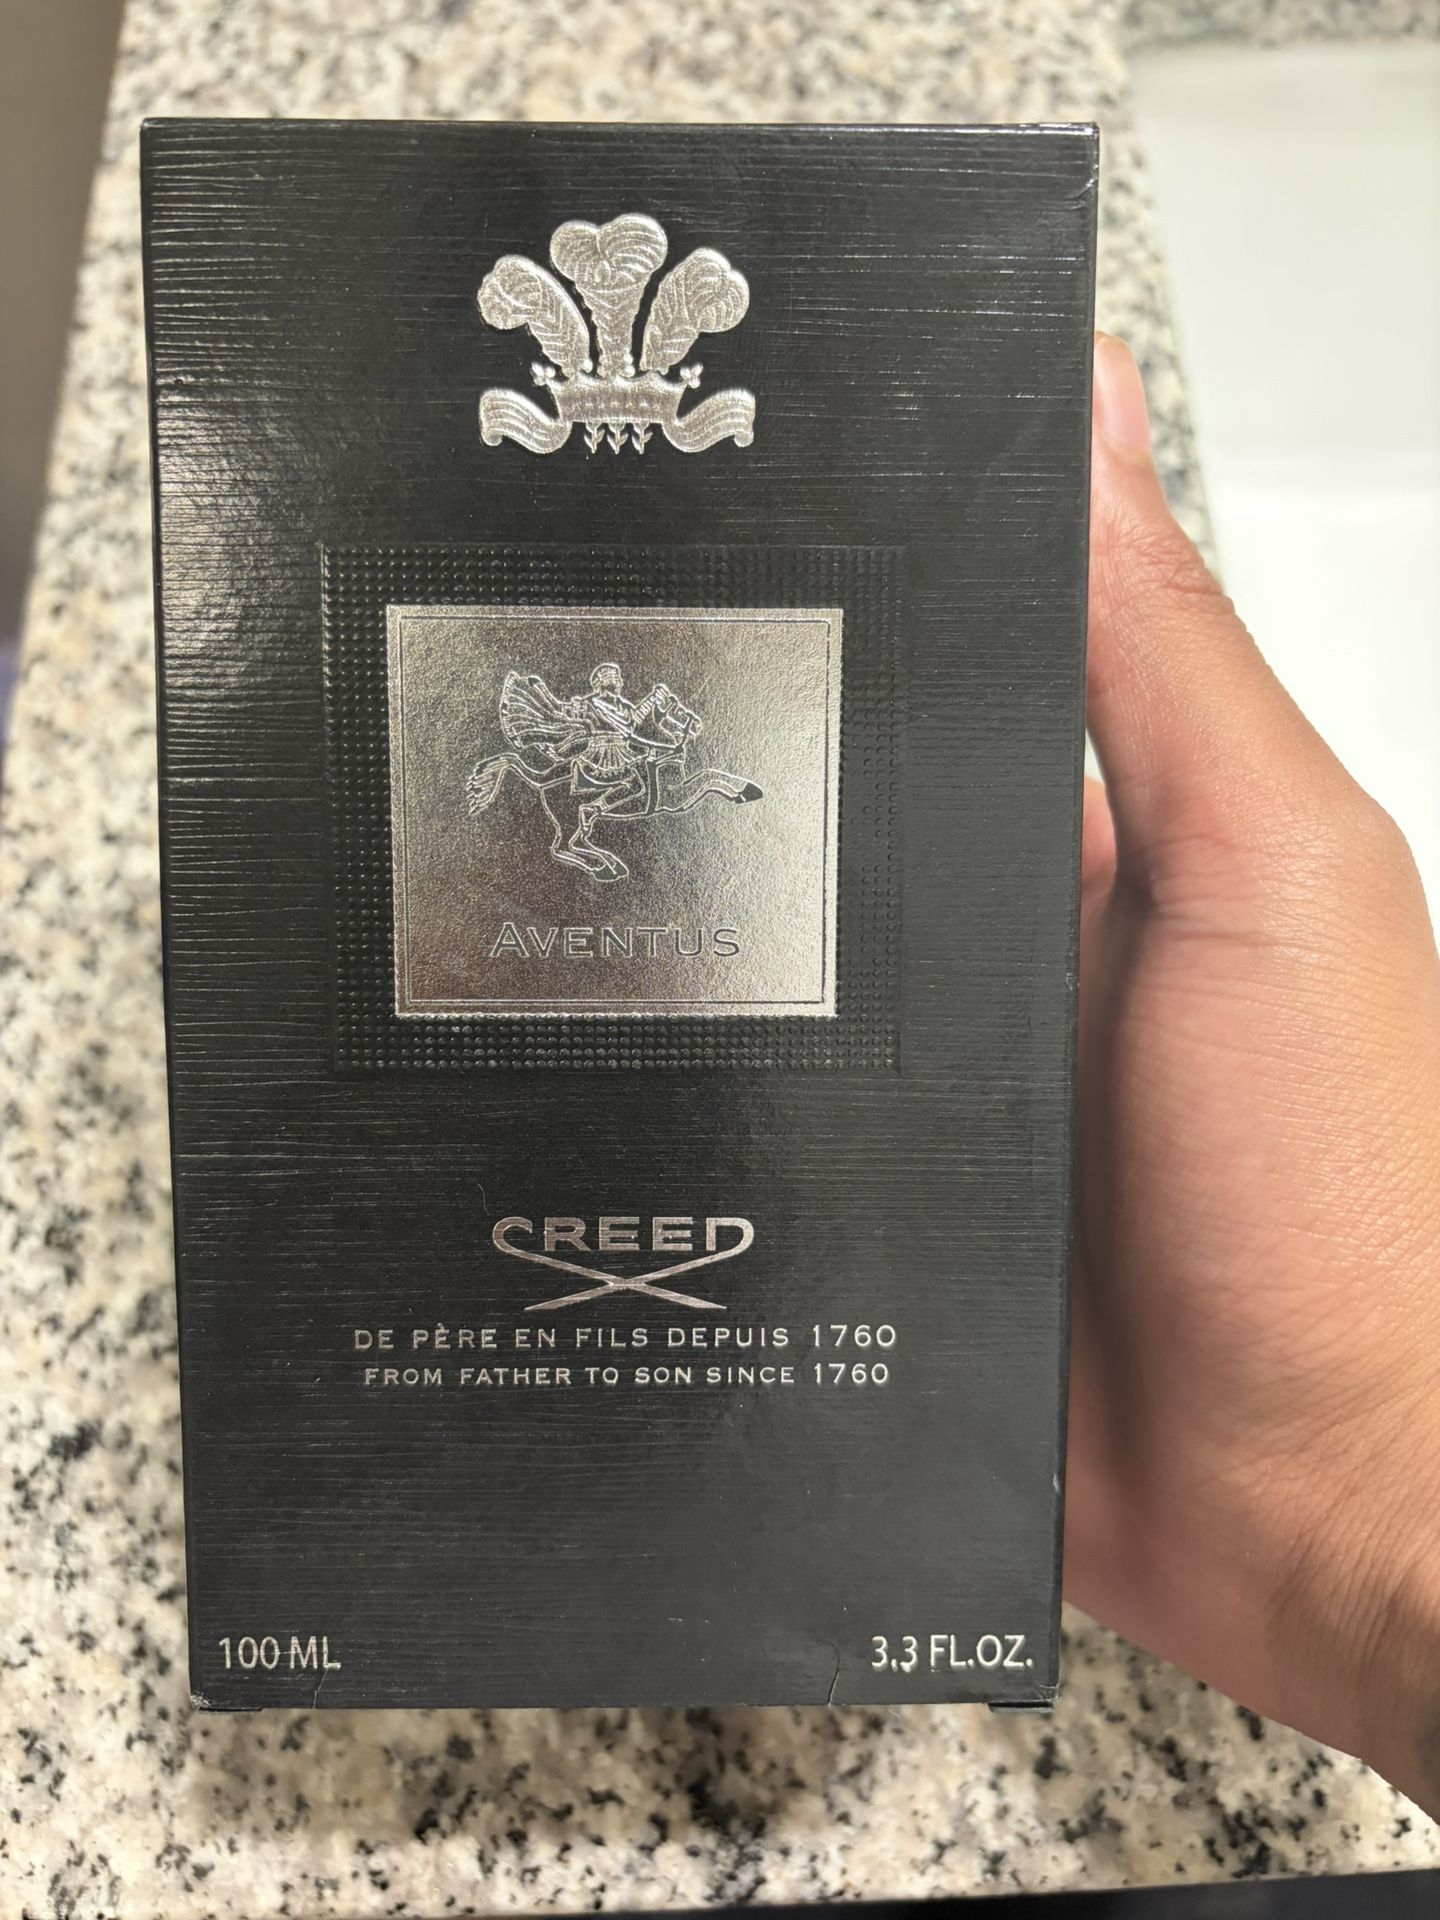 AVENTUS
CREED
DE PÈRE EN FILS DEPUIS 1760
FROM FATHER TO SON SINCE 1760
100 ML 3.3 FL.OZ.